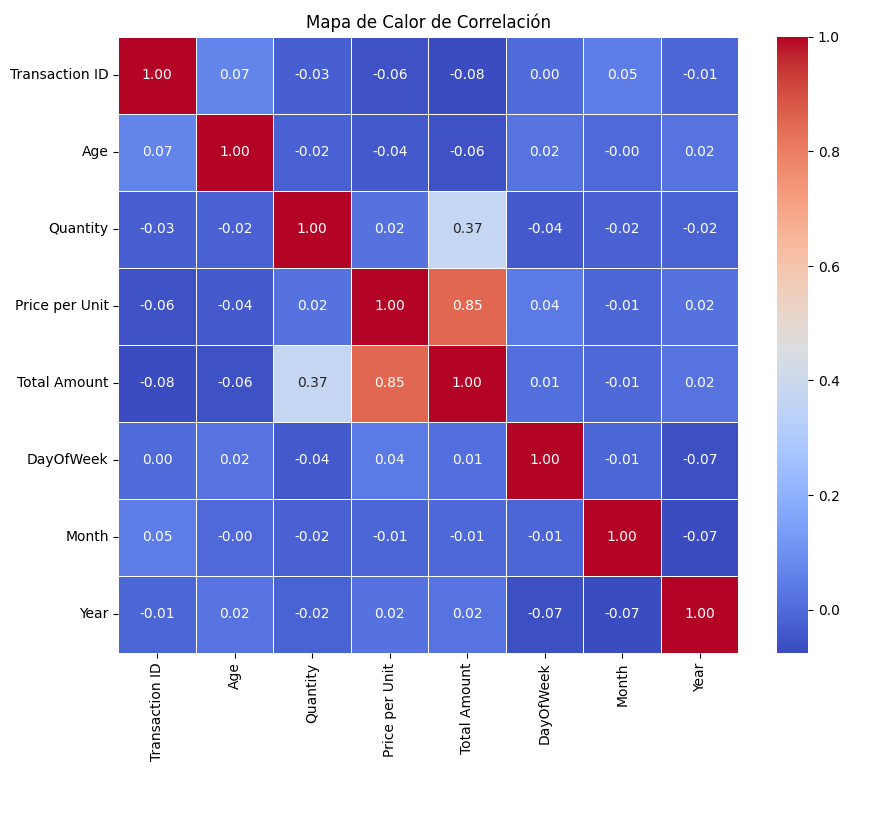 Mapa de Calor de Correlación
Transaction ID 1.00 0.07 -0.03 -0.06 -0.08 0.00 0.05 -0.01
Age 0.07 1.00 -0.02 -0.04 -0.06 0.02 -0.00 0.02
Quantity -0.03 -0.02 1.00 0.02 0.37 -0.04 -0.02 -0.02
Price per Unit -0.06 -0.04 0.02 1.00 0.85 0.04 -0.01 0.02
Total Amount -0.08 -0.06 0.37 0.85 1.00 0.01 -0.01 0.02
DayOfWeek 0.00 0.02 -0.04 0.04 0.01 1.00 -0.01 -0.07
Month 0.05 -0.00 -0.02 -0.01 -0.01 -0.01 1.00 -0.07
Year -0.01 0.02 -0.02 0.02 0.02 -0.07 -0.07 1.00
Transaction ID
Age
Quantity
Price per Unit
Total Amount
DayOfWeek
Month
Year
1.0
0.8
0.6
0.4
0.2
0.0